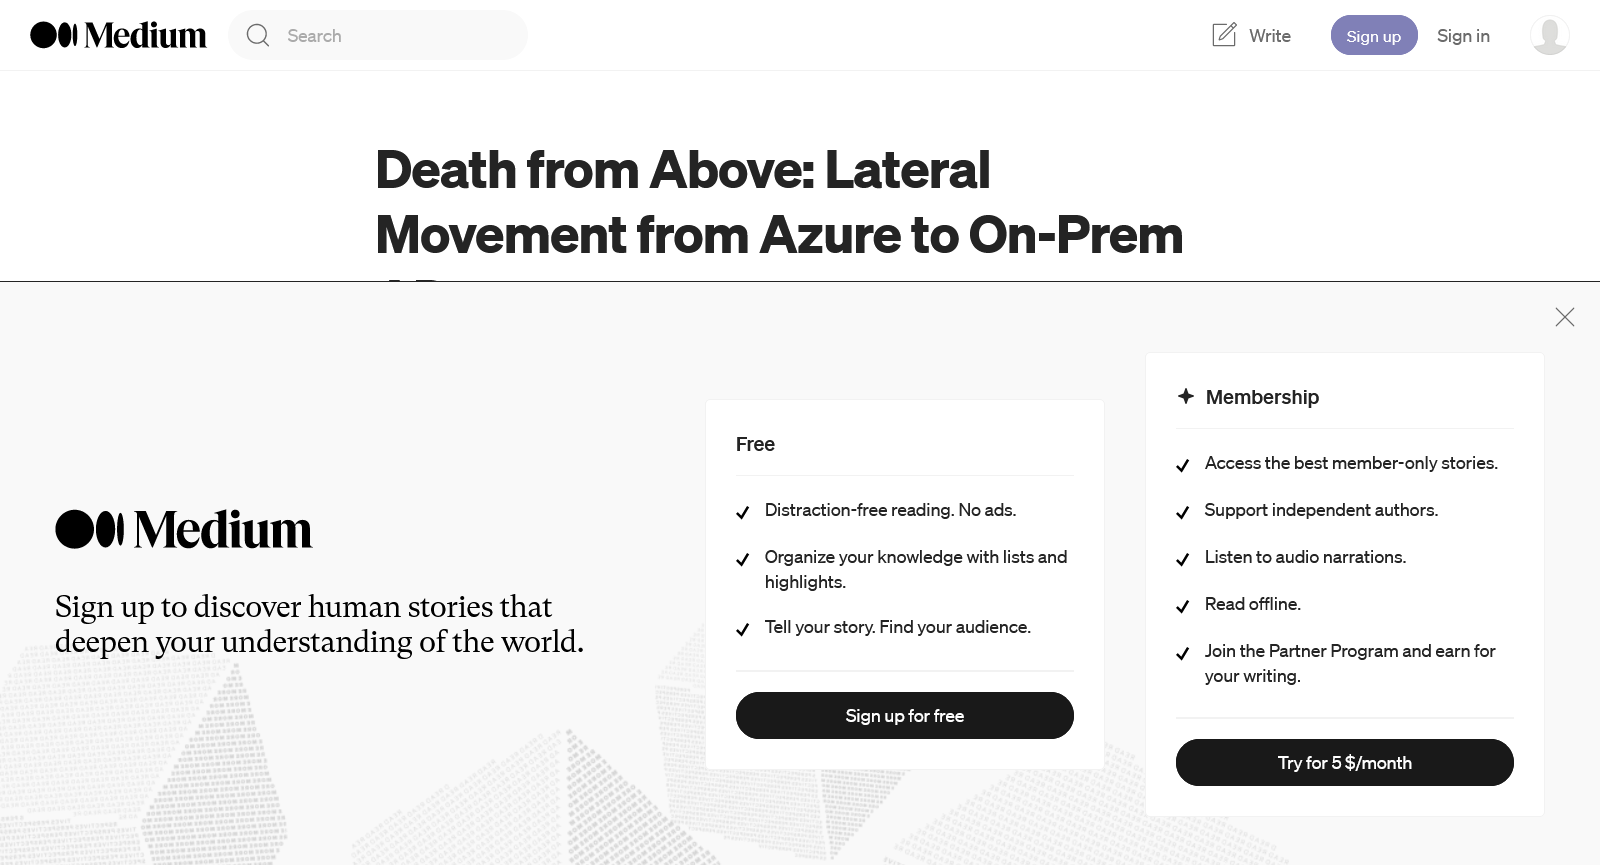 Medium
Search
Write
Sign up
Sign in
Death from Above: Lateral
Movement from Azure to On-Prem
Medium
Sign up to discover human stories that
deepen your understanding of the world.
Free
Distraction-free reading. No ads.
Organize your knowledge with lists and
highlights.
Tell your story. Find your audience.
Sign up for free
Membership
Access the best member-only stories.
Support independent authors.
Listen to audio narrations.
Read offline.
Join the Partner Program and earn for
your writing.
Try for 5 $/month